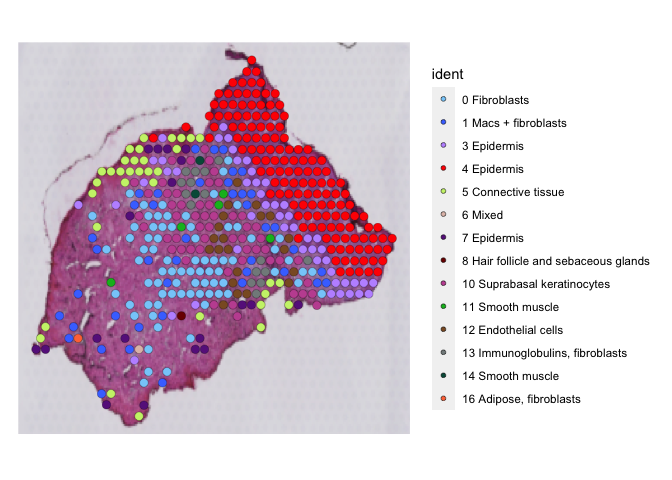 ident
0 Fibroblasts
1 Macs + fibroblasts
3 Epidermis
4 Epidermis
5 Connective tissue
6 Mixed
7 Epidermis
8 Hair follicle and sebaceous glands
10 Suprabasal keratinocytes
11 Smooth muscle
12 Endothelial cells
13 Immunoglobulins, fibroblasts
14 Smooth muscle
16 Adipose, fibroblasts